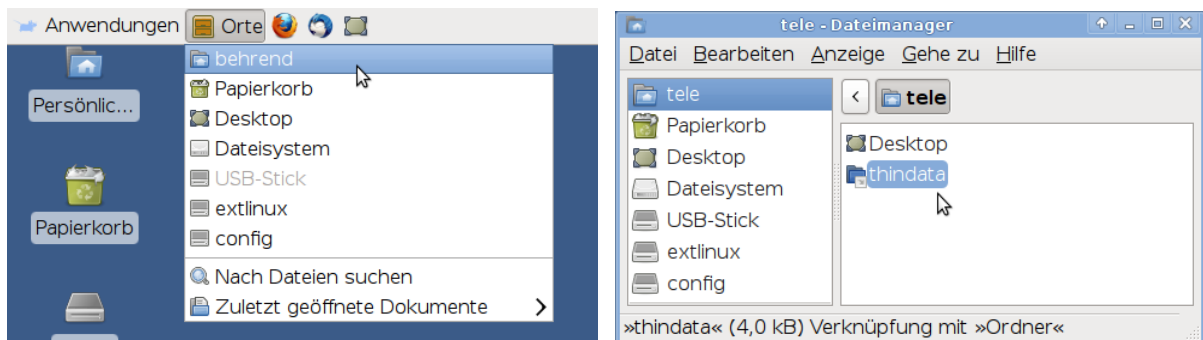 Anwendungen Orte
behrend
Persönlic...
Papierkorb
Desktop
Dateisystem
USB-Stick
Papierkorb
extlinux
config
Nach Dateien suchen
Zuletzt geöffnete Dokumente
tele - Dateimanager
Datei Bearbeiten Anzeige Gehe zu Hilfe
tele
Papierkorb
Desktop
Dateisystem
USB-Stick
extlinux
config
tele
Desktop
thindata
»thindata« (4,0 kB) Verknüpfung mit »Ordner«